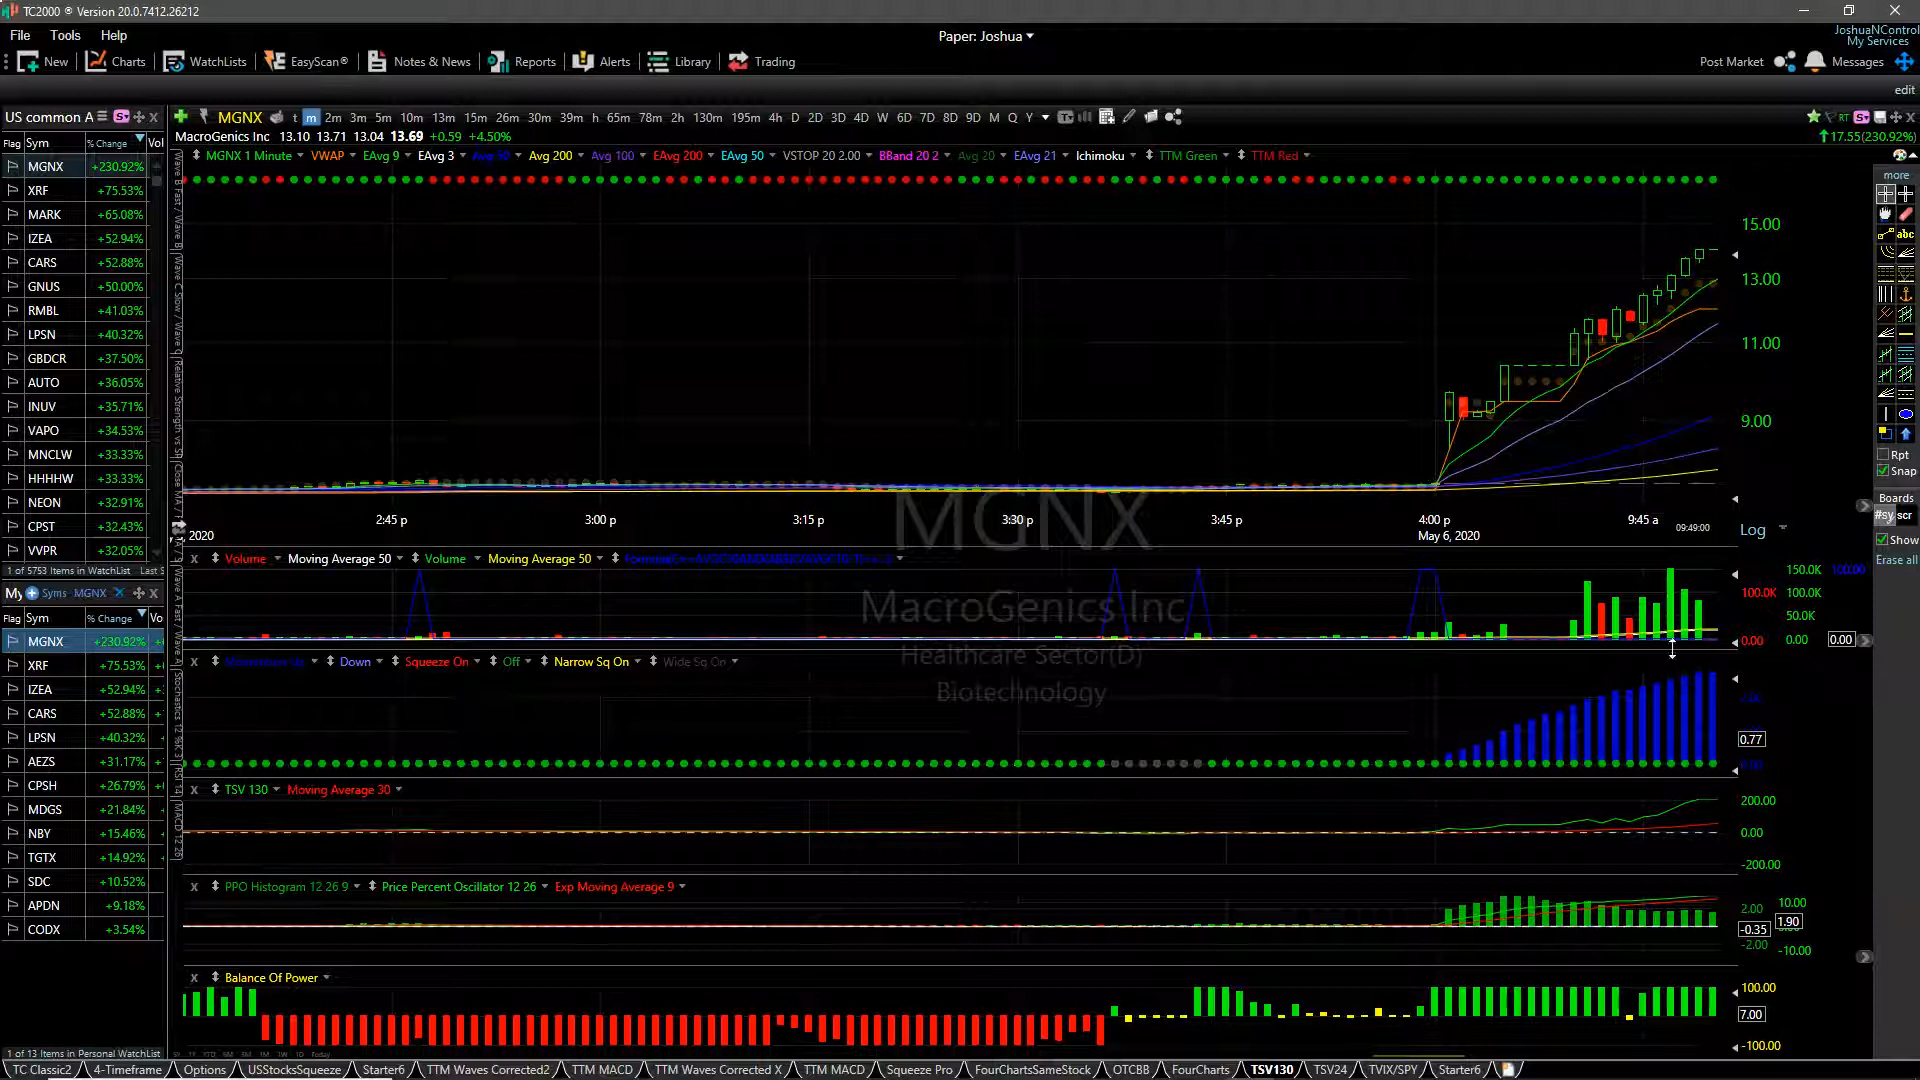 TC2000 ® Version 20.0.7412.26212
File Tools Help
Paper: Joshua
JoshuaNControl
My Services
New Charts WatchLists EasyScan® Notes & News Reports Alerts Library Trading
Post Market Messages
edit
US common A
Flag Sym % Change Vol
MGNX +230.92%
XRF +75.53%
MARK +65.08%
IZEA +52.94%
CARS +52.88%
GNUS +50.00%
RMBL +41.03%
LPSN +40.32%
GBDCR +37.50%
AUTO +36.05%
INUV +35.71%
VAPO +34.53%
MNCLW +33.33%
HHHHW +33.33%
NEON +32.91%
CPST +32.43%
VVPR +32.05%
1 of 5753 Items in WatchList Last S
My Syms MGNX
Flag Sym % Change Vo
MGNX +230.92%
XRF +75.53%
IZEA +52.94%
CARS +52.88%
LPSN +40.32%
AEZS +31.17%
CPSH +26.79%
MDGS +21.84%
NBY +15.46%
TGTX +14.92%
SDC +10.52%
APDN +9.18%
CODX +3.54%
1 of 13 Items in Personal WatchList
MGNX t m 2m 3m 5m 10m 13m 15m 26m 30m 39m h 65m 78m 2h 130m 195m 4h D 2D 3D 4D W 6D 7D 8D 9D M Q Y
RT
MacroGenics Inc 13.10 13.71 13.04 13.69 +0.59 +4.50%
17.55(230.92%)
MGNX 1 Minute VWAP EAvg 9 EAvg 3 Avg 50 Avg 200 Avg 100 EAvg 200 EAvg 50 VSTOP 20 2.00 BBand 20 2 Avg 20 EAvg 21 Ichimoku TTM Green TTM Red
15.00
13.00
11.00
9.00
2:45 p 3:00 p 3:15 p 3:30 p 3:45 p 4:00 p 9:45 a
2020 May 6, 2020 09:49:00
Log
MGNX
MacroGenics Inc
Healthcare Sector(D)
Biotechnology
Volume Moving Average 50 Volume Moving Average 50
150.0K 100.00
100.0K 100.0K
50.0K
0.00 0.00 0.00
Down Squeeze On Off Narrow Sq On Wide Sq On
0.77
TSV 130 Moving Average 30
200.00
0.00
-200.00
PPO Histogram 12 26 9 Price Percent Oscillator 12 26 Exp Moving Average 9
2.00 10.00
1.90
-0.35
-2.00 -10.00
Balance Of Power
100.00
7.00
-100.00
more
abc
Rpt
Snap
Boards
#sy scr
Show
Erase all
TC Classic2 4-Timeframe Options USStocksSqueeze Starter6 TTM Waves Corrected2 TTM MACD TTM Waves Corrected X TTM MACD Squeeze Pro FourChartsSameStock OTCBB FourCharts TSV130 TSV24 TVIX/SPY Starter6